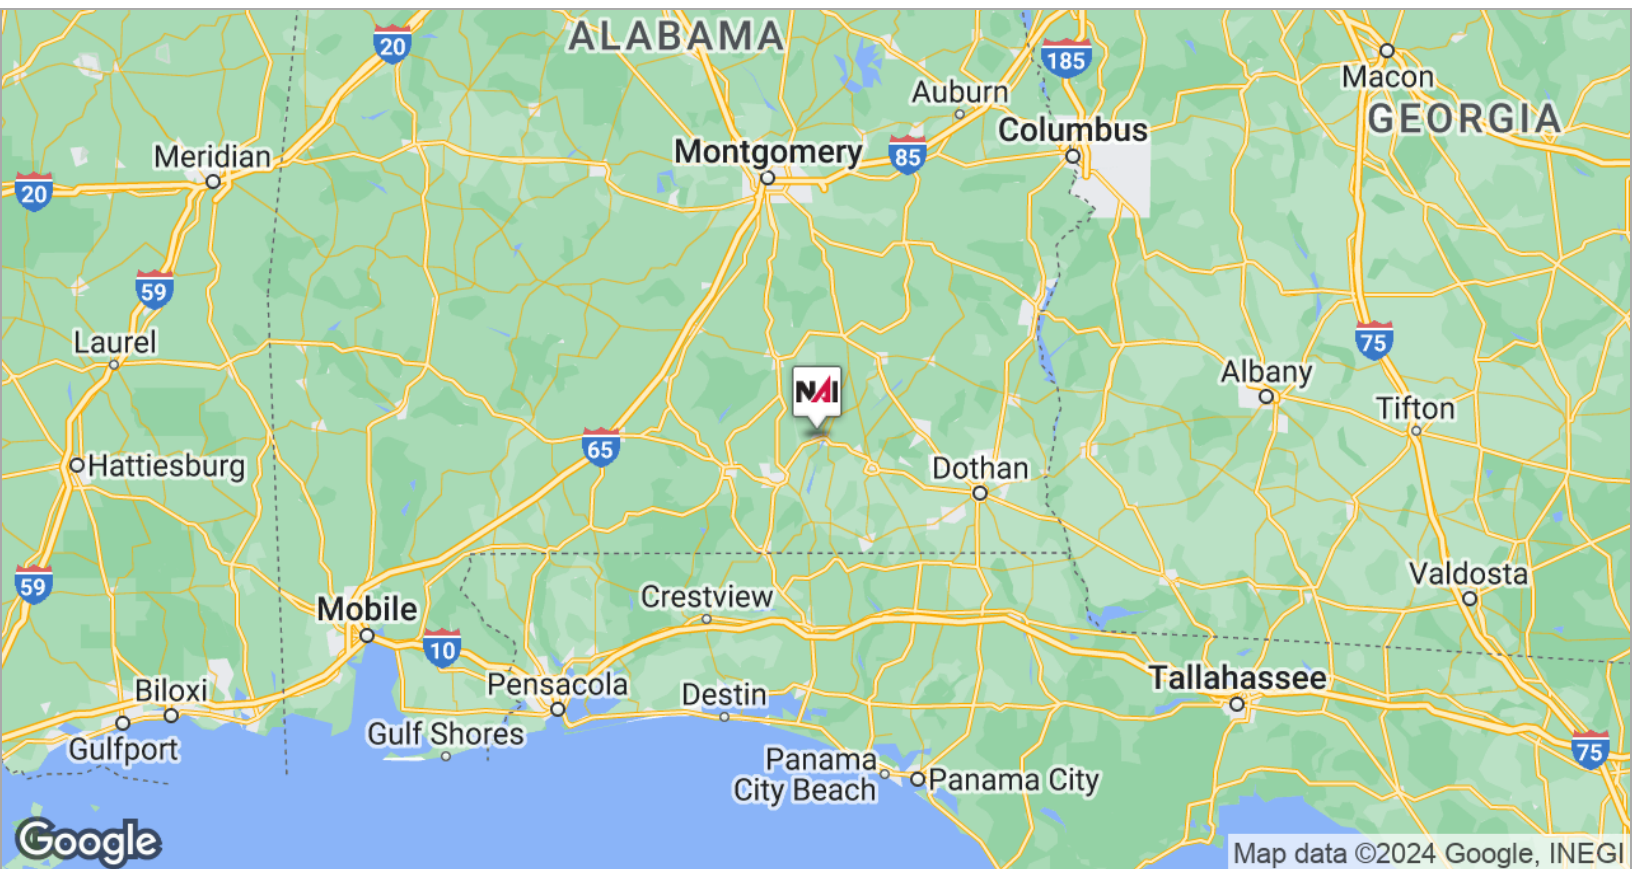 ALABAMA
20
185
Macon
Auburn
GEORGIA
Columbus
Montgomery
85
Meridian
20
59
Laurel
75
Albany
NAI
Tifton
65
Hattiesburg
Dothan
59
Valdosta
Crestview
Mobile
10
Tallahassee
Pensacola
Biloxi
Destin
Gulf Shores
Gulfport
75
Panama
City Beach
Panama City
Google
Map data ©2024 Google, INEGI